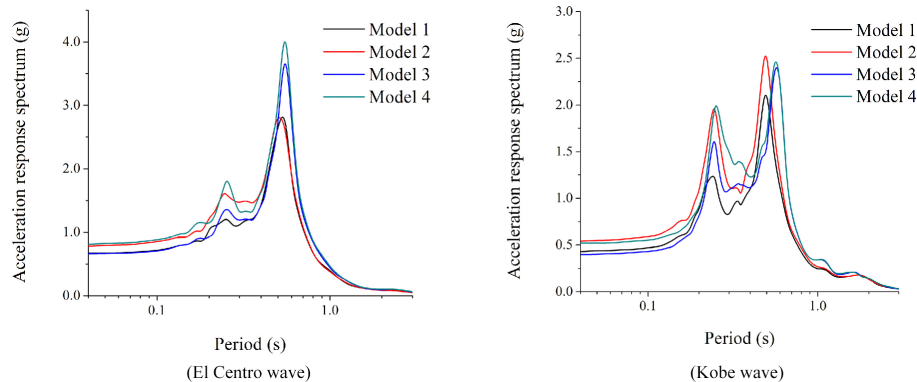 Acceleration response spectrum (g)
4.0
3.0
2.0
1.0
0.0
0.1
1.0
Model 1
Model 2
Model 3
Model 4
Period (s)
(El Centro wave)
Acceleration response spectrum (g)
3.0
2.5
2.0
1.5
1.0
0.5
0.0
0.1
1.0
Model 1
Model 2
Model 3
Model 4
Period (s)
(Kobe wave)